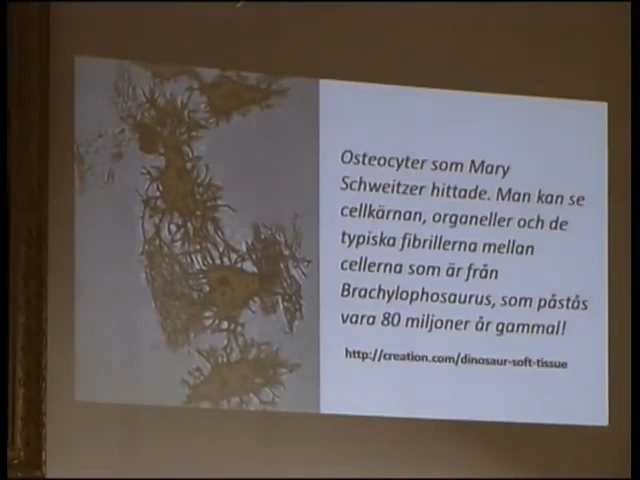 Osteocyter som Mary
Schweitzer hittade. Man kan se
cellkärnan, organeller och de
typiska fibrillerna mellan
cellerna som är från
Brachylophosaurus, som påstås
vara 80 miljoner år gammal!
http://creation.com/dinosaur-soft-tissue